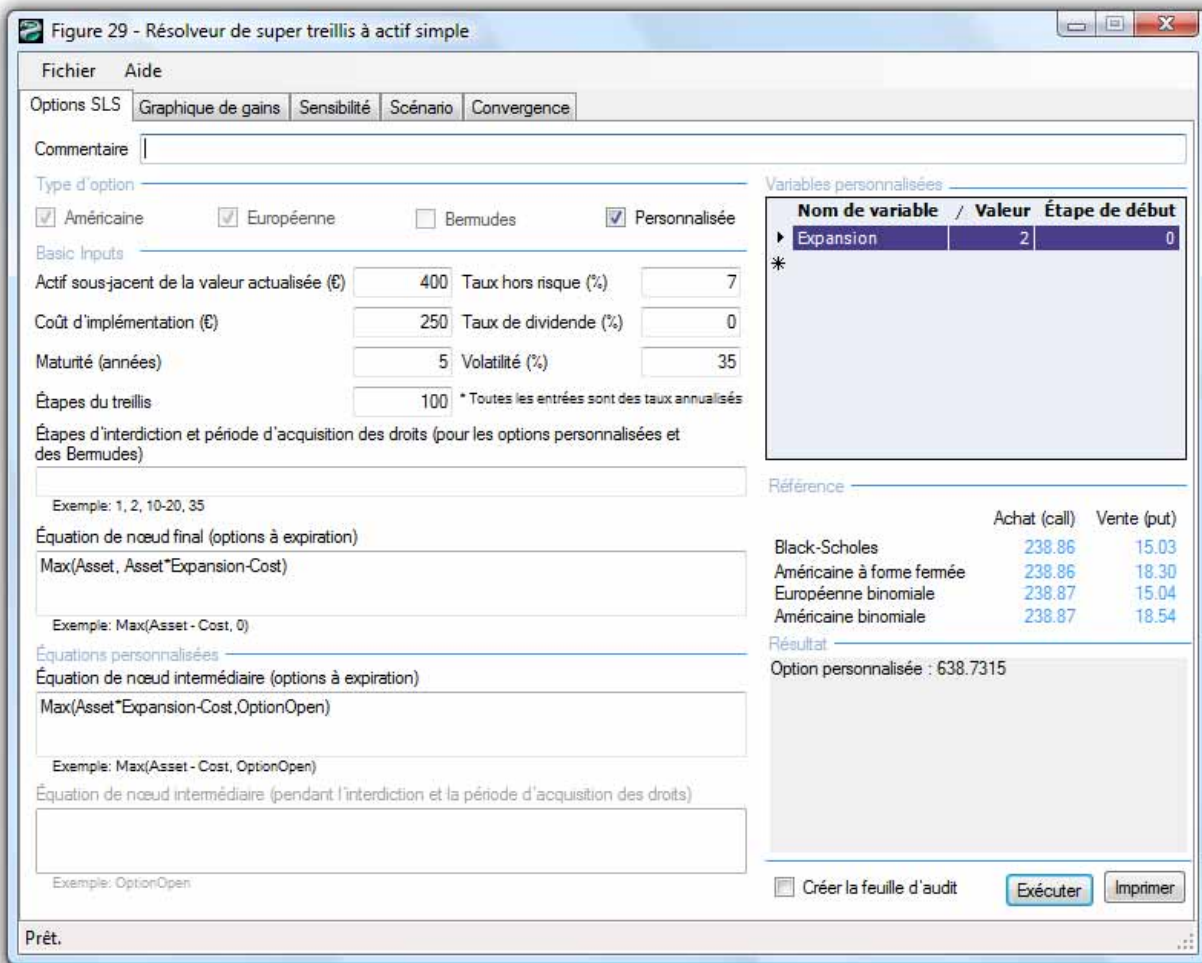 Figure 29 - Résolveur de super treillis à actif simple
Fichier Aide
Options SLS Graphique de gains Sensibilité Scénario Convergence
Commentaire
Type d'option
Américaine Européenne Bermudes Personnalisée
Basic Inputs
Actif sous-jacent de la valeur actualisée (€) 400 Taux hors risque (%) 7
Coût d'implémentation (€) 250 Taux de dividende (%) 0
Maturité (années) 5 Volatilité (%) 35
Étapes du treillis 100 * Toutes les entrées sont des taux annualisés
Étapes d'interdiction et période d'acquisition des droits (pour les options personnalisées et
des Bermudes)
Exemple: 1, 2, 10-20, 35
Équation de nœud final (options à expiration)
Max(Asset, Asset*Expansion-Cost)
Exemple: Max(Asset - Cost, 0)
Équations personnalisées
Équation de nœud intermédiaire (options à expiration)
Max(Asset*Expansion-Cost,OptionOpen)
Exemple: Max(Asset - Cost, OptionOpen)
Équation de nœud intermédiaire (pendant l'interdiction et la période d'acquisition des droits)
Exemple: OptionOpen
Variables personnalisées
Nom de variable / Valeur Étape de début
Expansion 2 0
Référence
Achat (call) Vente (put)
Black-Scholes 238.86 15.03
Américaine à forme fermée 238.86 18.30
Européenne binomiale 238.87 15.04
Américaine binomiale 238.87 18.54
Résultat
Option personnalisée : 638.7315
Créer la feuille d'audit Exécuter Imprimer
Prêt.